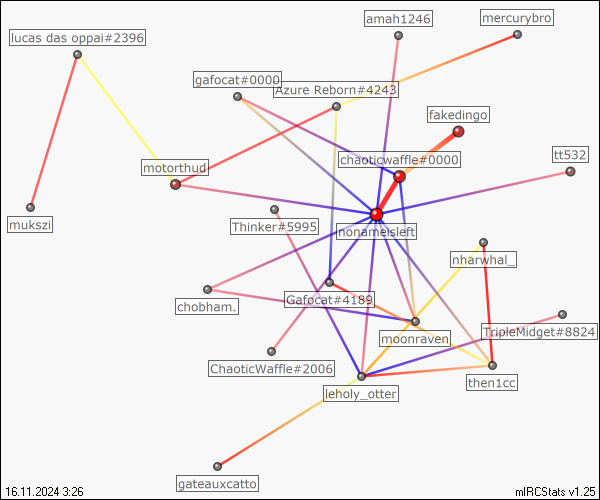 amah1246
mercurybro
lucas das oppai#2396
gafocat#0000
Azure Reborn#4243
fakedingo
chaoticwaffle#0000
tt532
motorthud
mukszi
Thinker#5995
nonameisleft
nharwhal_
chobham.
Gafocat#4189
moonraven
TripleMidget#8824
ChaoticWaffle#2006
leholy_otter
then1cc
gateauxcatto
16.11.2024 3:26
mIRCStats v1.25